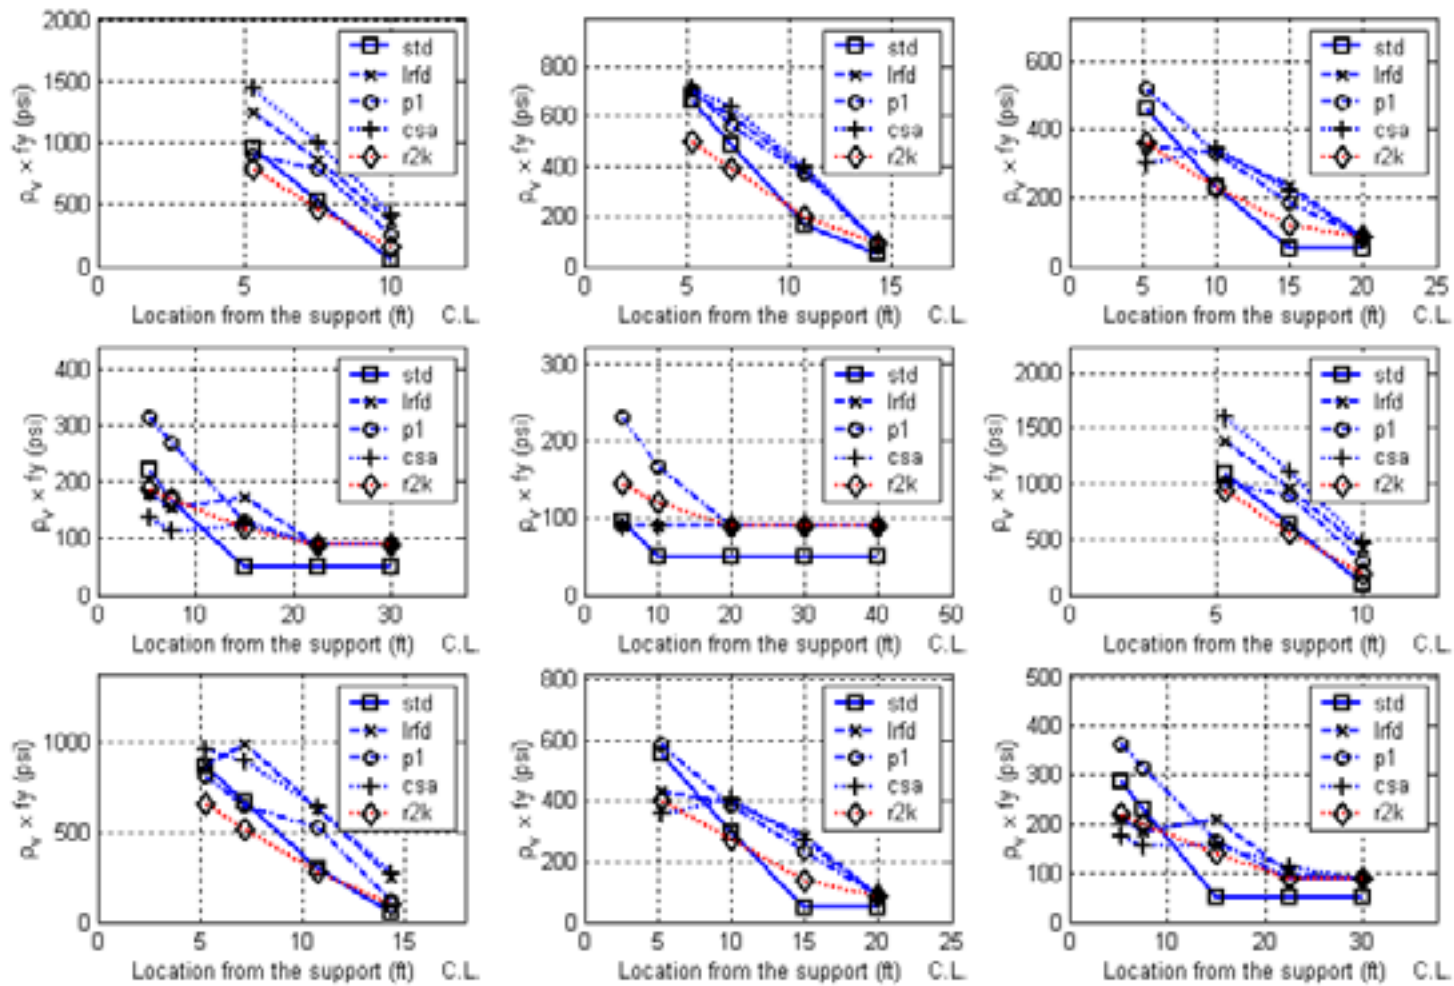 2000
1500
1000
500
0
ρv × fy (psi)
std
lrfd
p1
csa
r2k
0 5 10
Location from the support (ft) C.L.
800
600
400
200
0
ρv × fy (psi)
std
lrfd
p1
csa
r2k
0 5 10 15
Location from the support (ft) C.L.
600
400
200
0
ρv × fy (psi)
std
lrfd
p1
csa
r2k
0 5 10 15 20 25
Location from the support (ft) C.L.
400
300
200
100
0
ρv × fy (psi)
std
lrfd
p1
csa
r2k
0 10 20 30
Location from the support (ft) C.L.
300
200
100
0
ρv × fy (psi)
std
lrfd
p1
csa
r2k
0 10 20 30 40 50
Location from the support (ft) C.L.
2000
1500
1000
500
0
ρv × fy (psi)
std
lrfd
p1
csa
r2k
0 5 10
Location from the support (ft) C.L.
1000
500
0
ρv × fy (psi)
std
lrfd
p1
csa
r2k
0 5 10 15
Location from the support (ft) C.L.
800
600
400
200
0
ρv × fy (psi)
std
lrfd
p1
csa
r2k
0 5 10 15 20 25
Location from the support (ft) C.L.
500
400
300
200
100
0
ρv × fy (psi)
std
lrfd
p1
csa
r2k
0 10 20 30
Location from the support (ft) C.L.